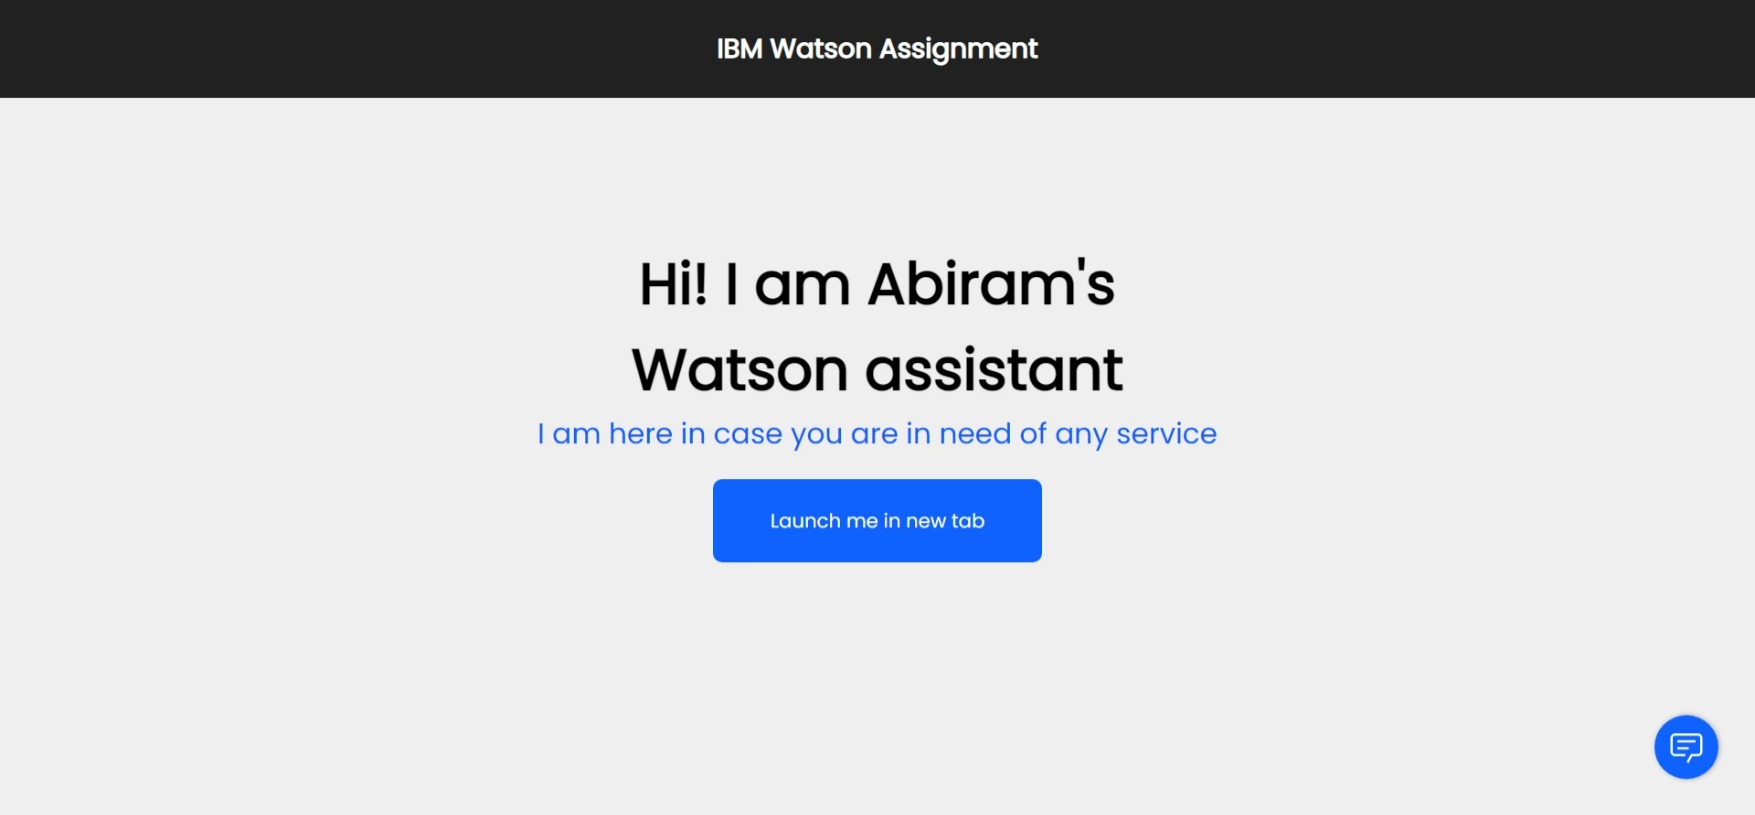 IBM Watson Assignment
Hi! I am Abiram's
Watson assistant
I am here in case you are in need of any service
Launch me in new tab